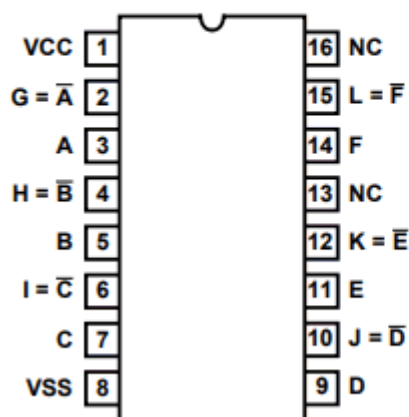 VCC 1 16 NC
G = A̅ 2 15 L = F̅
A 3 14 F
H = B̅ 4 13 NC
B 5 12 K = E̅
I = C̅ 6 11 E
C 7 10 J = D̅
VSS 8 9 D